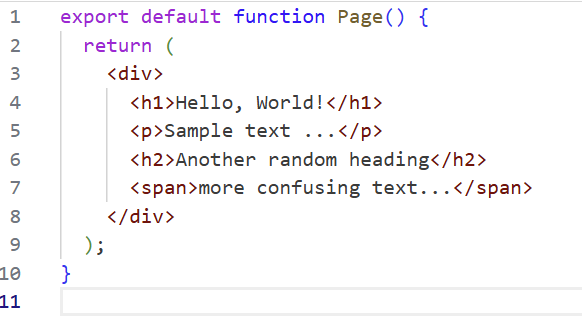 1 export default function Page() {
2   return (
3     <div>
4       <h1>Hello, World!</h1>
5       <p>Sample text ...</p>
6       <h2>Another random heading</h2>
7       <span>more confusing text...</span>
8     </div>
9   );
10 }
11